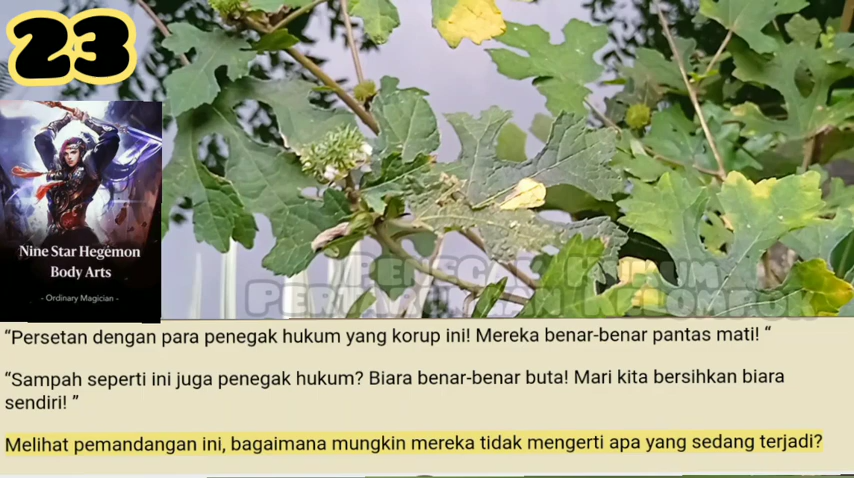 23
Nine Star Hegemon
Body Arts
- Ordinary Magician -
Penegak Hukum
“Persetan dengan para penegak hukum yang korup ini! Mereka benar-benar pantas mati! “
“Sampah seperti ini juga penegak hukum? Biara benar-benar buta! Mari kita bersihkan biara
sendiri! ”
Melihat pemandangan ini, bagaimana mungkin mereka tidak mengerti apa yang sedang terjadi?